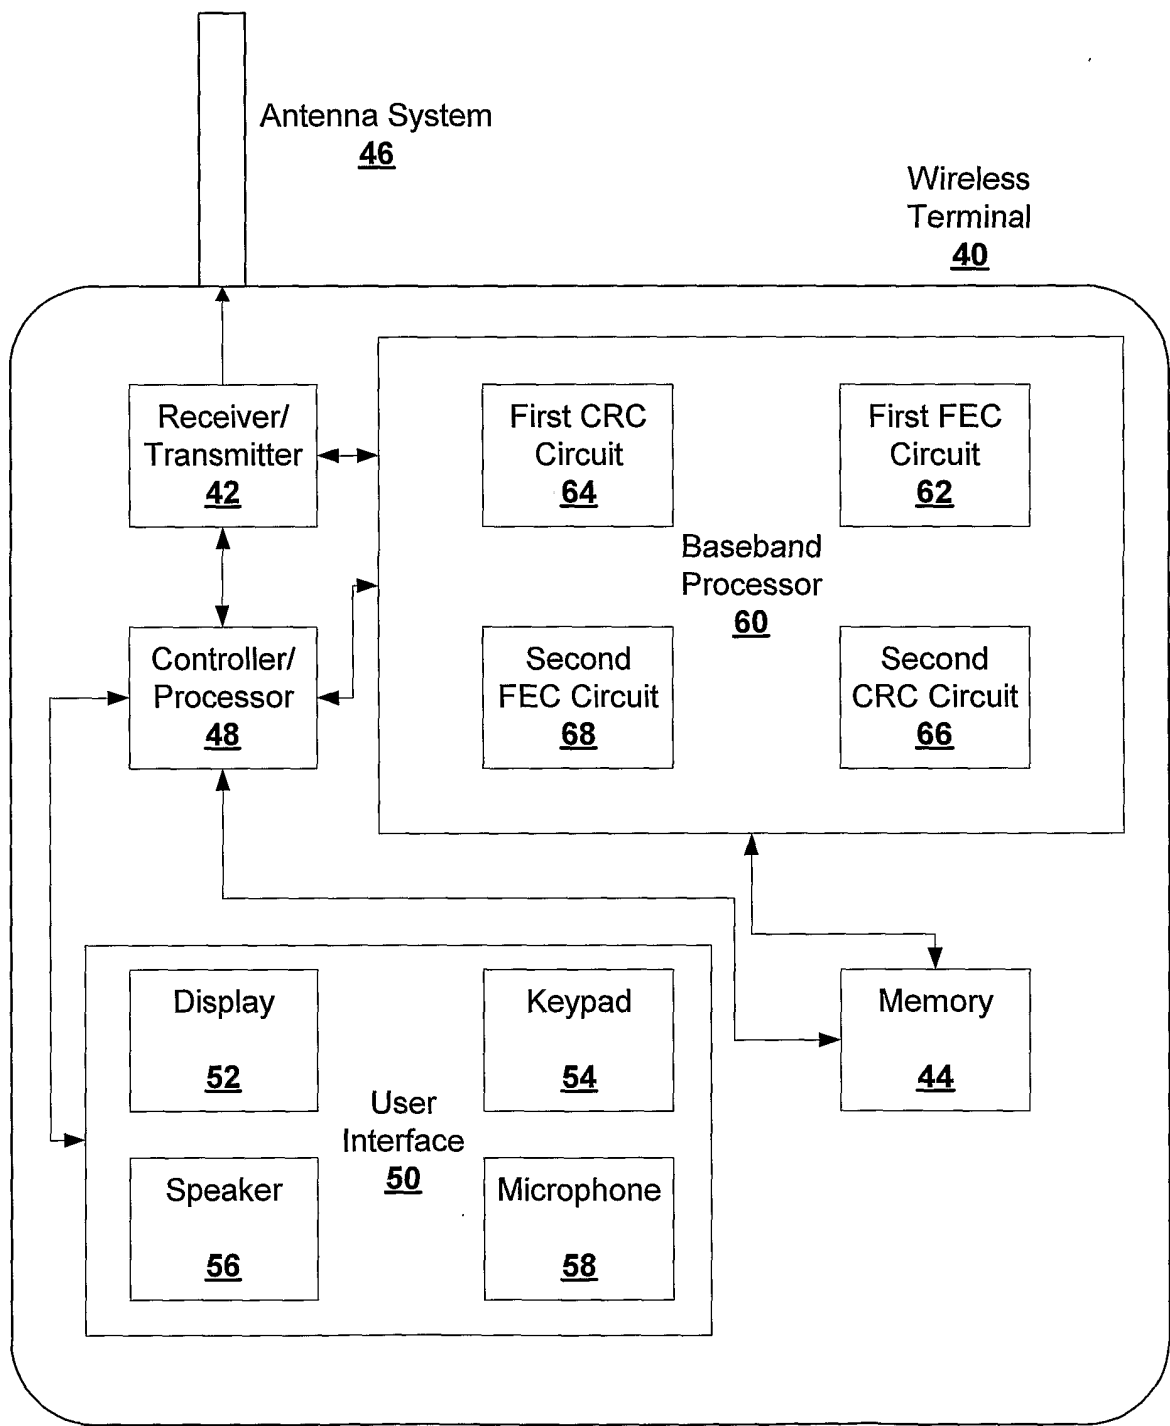 Antenna System
46
Wireless
Terminal
40
Receiver/
Transmitter
42
First CRC
Circuit
64
First FEC
Circuit
62
Baseband
Processor
60
Controller/
Processor
48
Second
FEC Circuit
68
Second
CRC Circuit
66
Display
52
Keypad
54
Memory
44
User
Interface
50
Speaker
56
Microphone
58